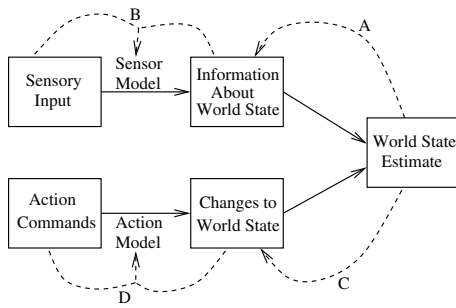 B
A
Sensory
Input
Sensor
Model
Information
About
World State
World State
Estimate
Action
Commands
Action
Model
Changes to
World State
D
C